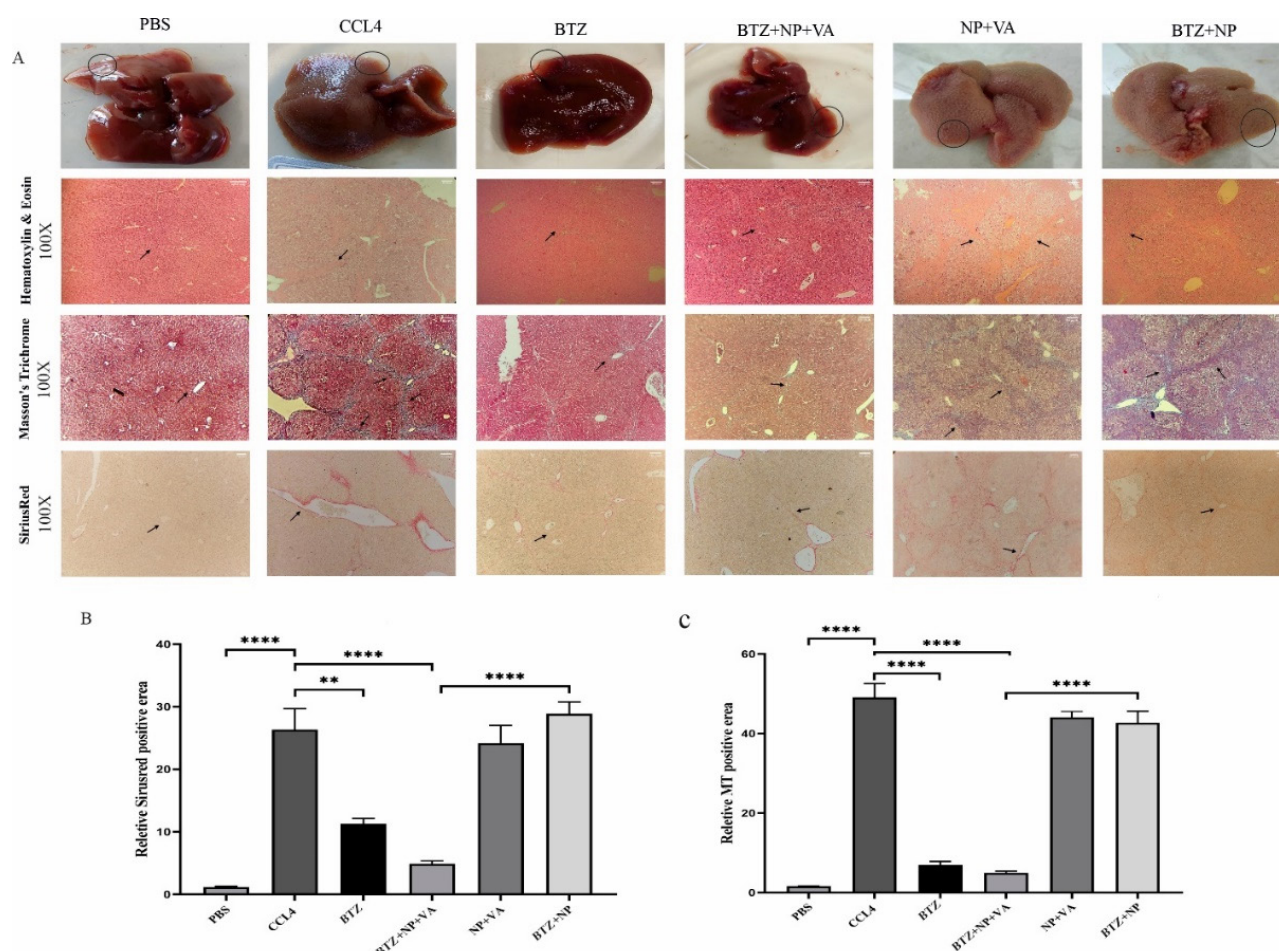 PBS CCL4 BTZ BTZ+NP+VA NP+VA BTZ+NP
A
Hematoxylin & Eosin
100X
Masson's Trichrome
100X
SiriusRed
100X
B
Reletive Sirusred positive erea
40
30
20
10
0
****
****
** ****
PBS CCL4 BTZ BTZ+NP+VA NP+VA BTZ+NP
C
Reletive MT positive erea
60
40
20
0
****
****
**** ****
PBS CCL4 BTZ BTZ+NP+VA NP+VA BTZ+NP